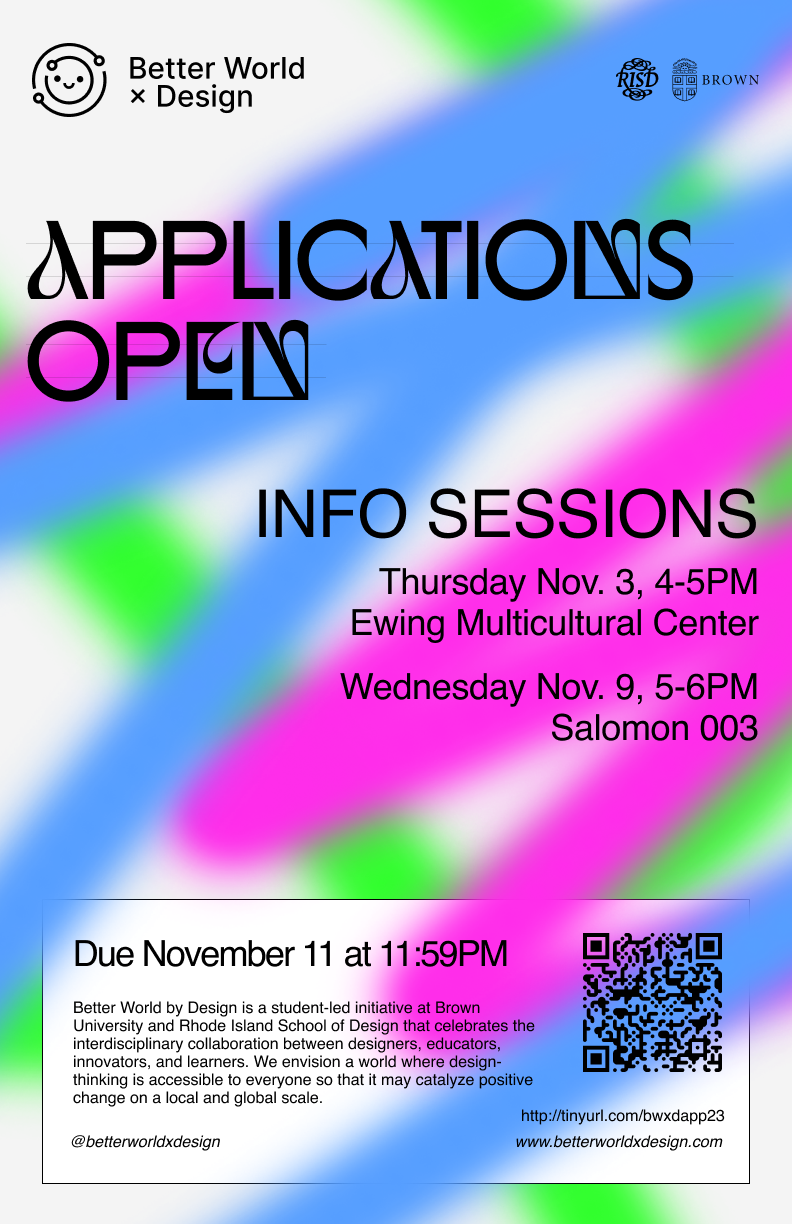 Better World
× Design
RISD
BROWN
APPLICATIONS
OPEN
INFO SESSIONS
Thursday Nov. 3, 4-5PM
Ewing Multicultural Center
Wednesday Nov. 9, 5-6PM
Salomon 003
Due November 11 at 11:59PM
Better World by Design is a student-led initiative at Brown
University and Rhode Island School of Design that celebrates the
interdisciplinary collaboration between designers, educators,
innovators, and learners. We envision a world where design-
thinking is accessible to everyone so that it may catalyze positive
change on a local and global scale.
http://tinyurl.com/bwxdapp23
@betterworldxdesign
www.betterworldxdesign.com